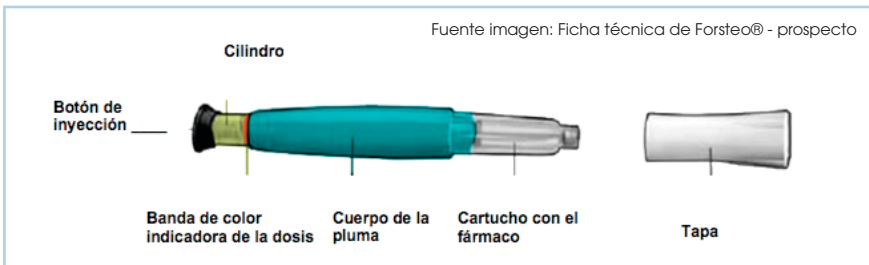 Fuente imagen: Ficha técnica de Forsteo® - prospecto
Cilindro
Botón de
inyección
Banda de color
indicadora de la dosis
Cuerpo de la
pluma
Cartucho con el
fármaco
Tapa